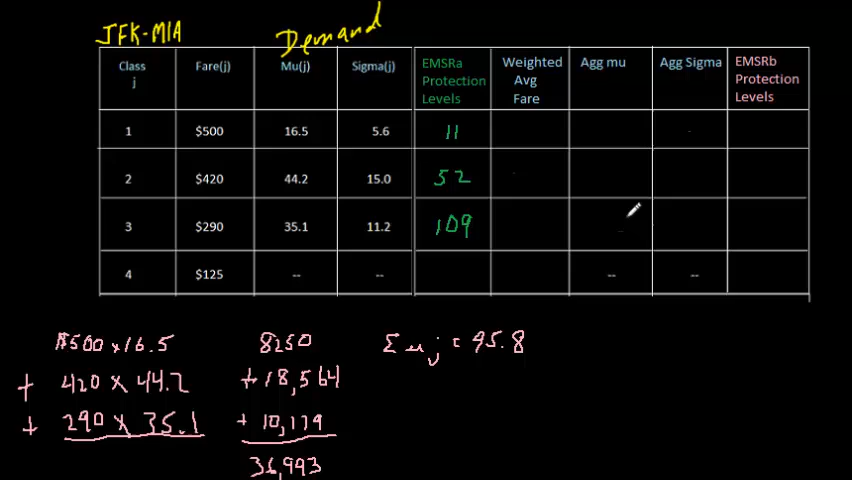 JFK-MIA
Demand
Class j Fare(j) Mu(j) Sigma(j) EMSRa Protection Levels Weighted Avg Fare Agg mu Agg Sigma EMSRb Protection Levels
1 $500 16.5 5.6 11
2 $420 44.2 15.0 52
3 $290 35.1 11.2 109
4 $125 -- -- -- --
$500 x 16.5 8250 Σ μj = 95.8
+ 420 x 44.2 + 18,564
+ 290 x 35.1 + 10,179
36,993